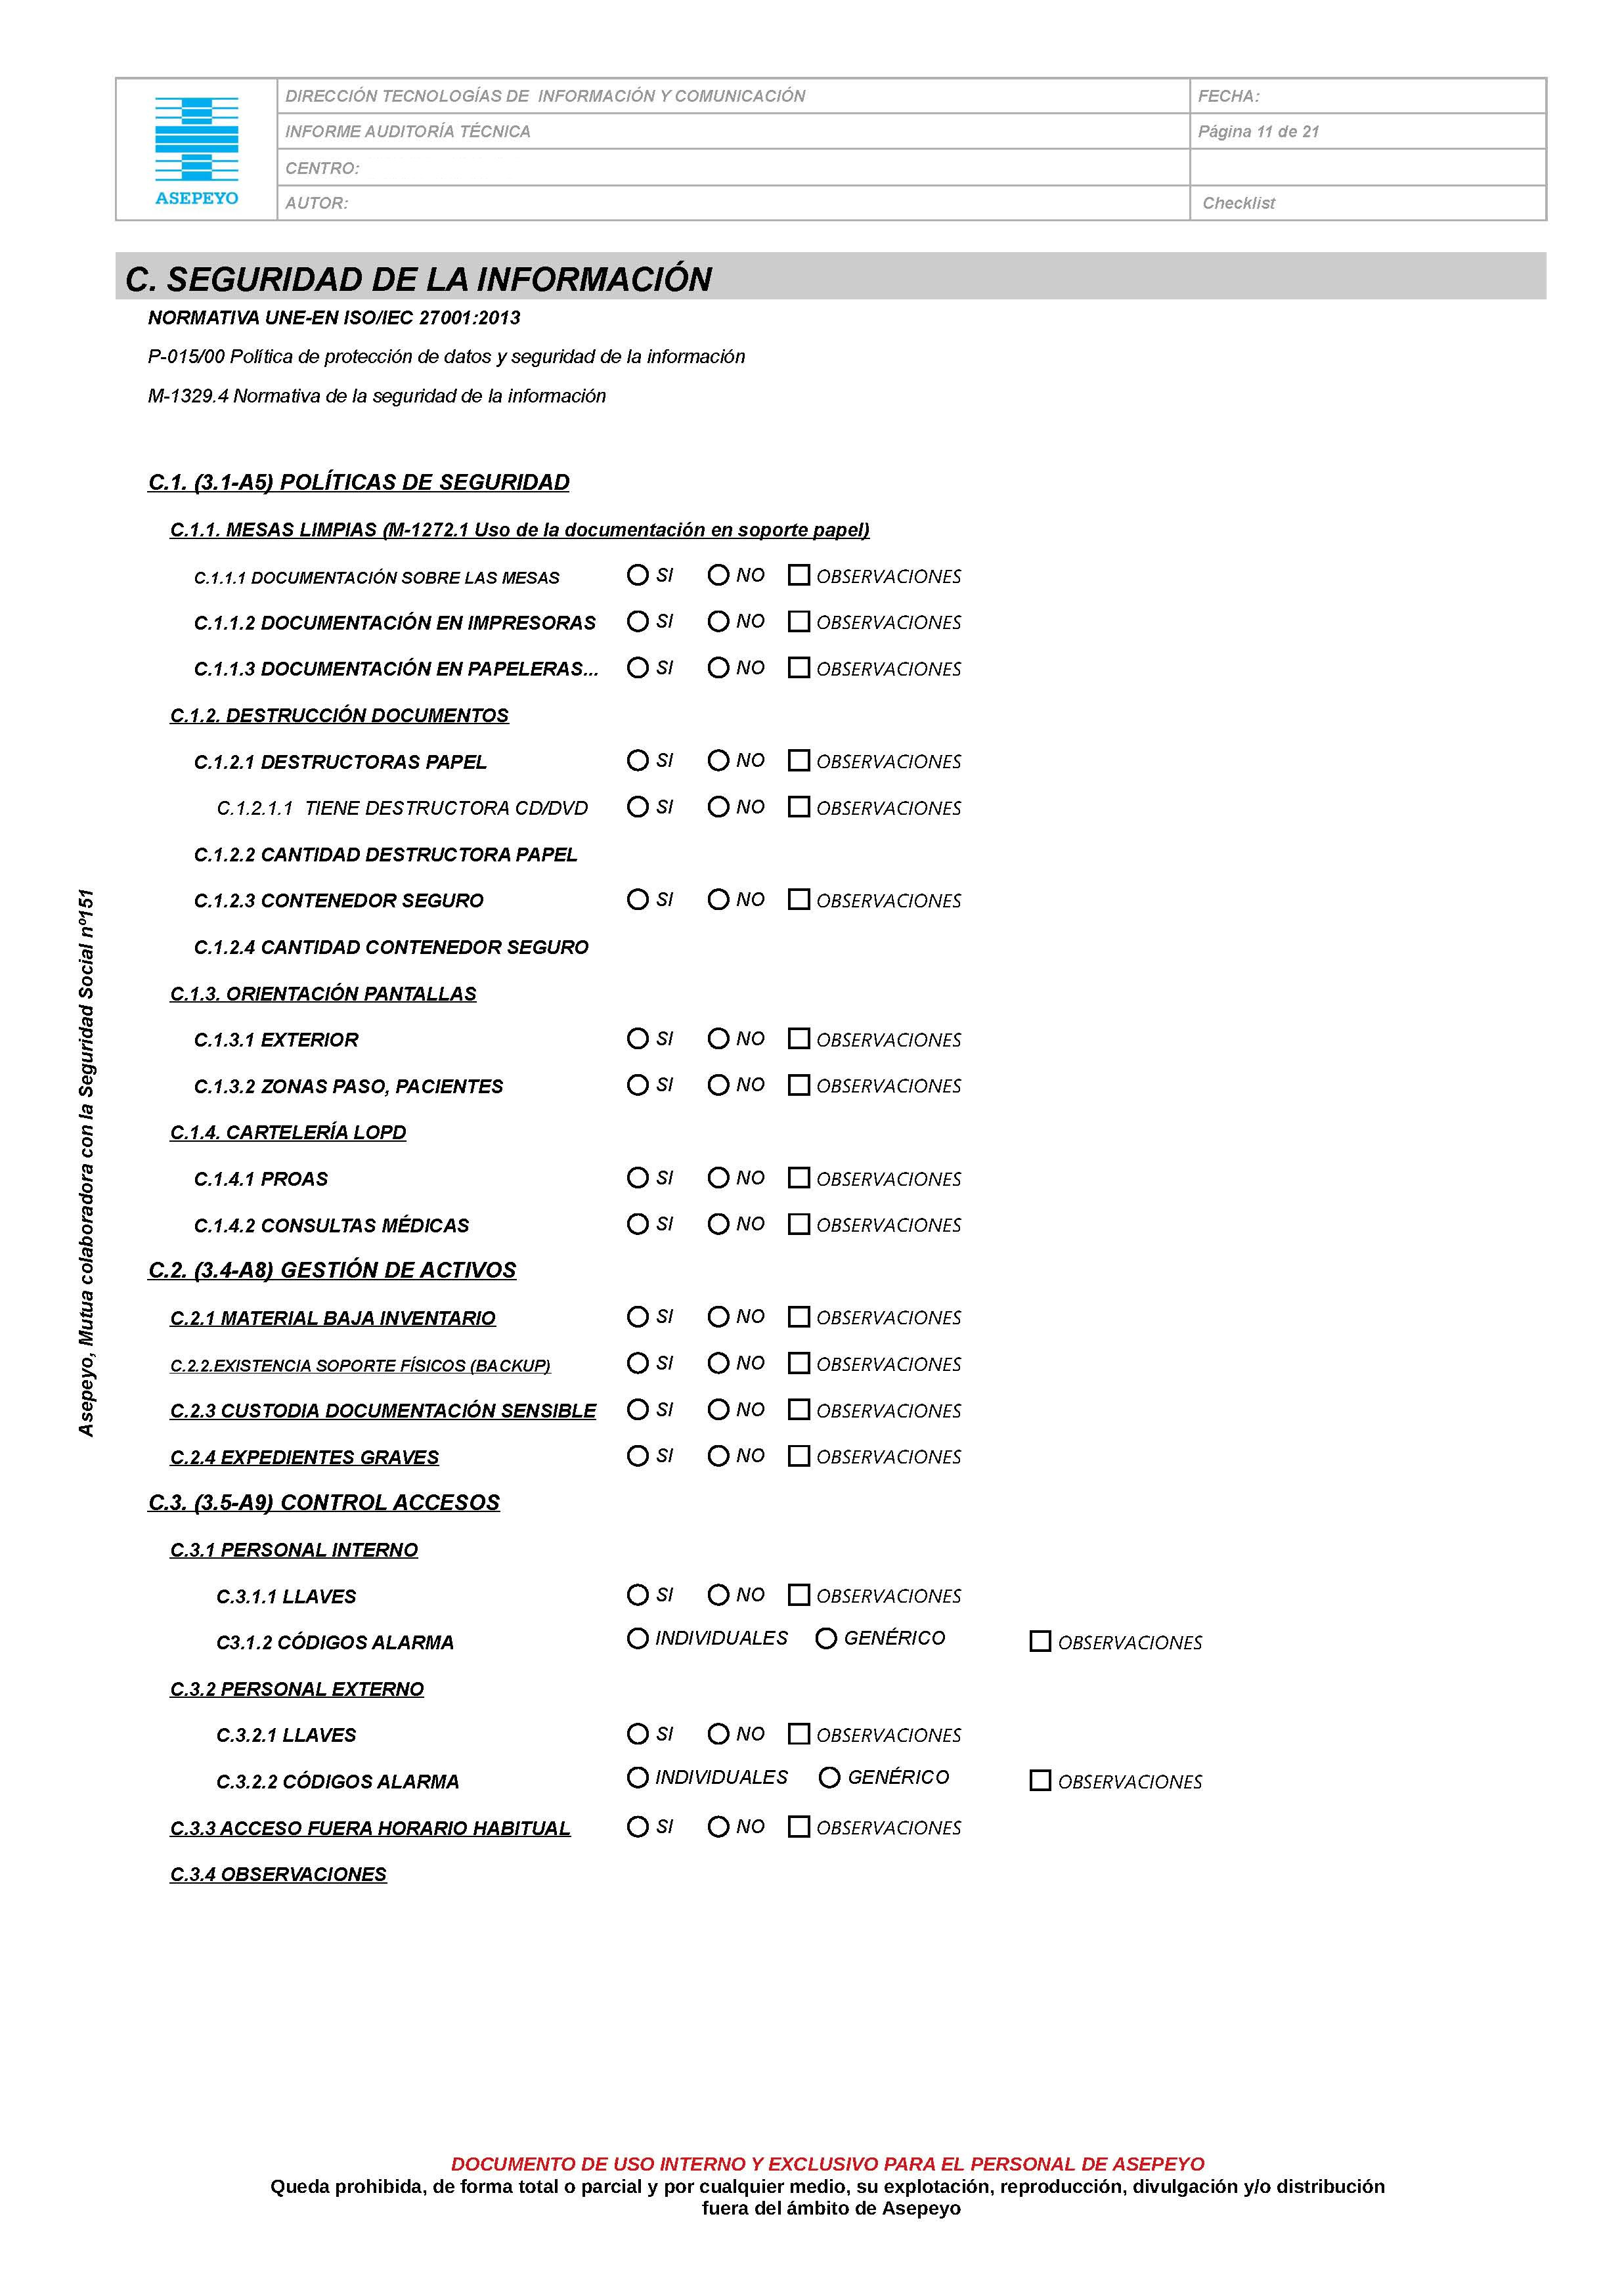 DIRECCIÓN TECNOLOGÍAS DE INFORMACIÓN Y COMUNICACIÓN FECHA:
INFORME AUDITORÍA TÉCNICA Página 11 de 21
CENTRO:
AUTOR: Checklist
ASEPEYO
C. SEGURIDAD DE LA INFORMACIÓN
NORMATIVA UNE-EN ISO/IEC 27001:2013
P-015/00 Política de protección de datos y seguridad de la información
M-1329.4 Normativa de la seguridad de la información
C.1. (3.1-A5) POLÍTICAS DE SEGURIDAD
C.1.1. MESAS LIMPIAS (M-1272.1 Uso de la documentación en soporte papel)
C.1.1.1 DOCUMENTACIÓN SOBRE LAS MESAS SI NO OBSERVACIONES
C.1.1.2 DOCUMENTACIÓN EN IMPRESORAS SI NO OBSERVACIONES
C.1.1.3 DOCUMENTACIÓN EN PAPELERAS... SI NO OBSERVACIONES
C.1.2. DESTRUCCIÓN DOCUMENTOS
C.1.2.1 DESTRUCTORAS PAPEL SI NO OBSERVACIONES
C.1.2.1.1 TIENE DESTRUCTORA CD/DVD SI NO OBSERVACIONES
C.1.2.2 CANTIDAD DESTRUCTORA PAPEL
C.1.2.3 CONTENEDOR SEGURO SI NO OBSERVACIONES
C.1.2.4 CANTIDAD CONTENEDOR SEGURO
C.1.3. ORIENTACIÓN PANTALLAS
C.1.3.1 EXTERIOR SI NO OBSERVACIONES
C.1.3.2 ZONAS PASO, PACIENTES SI NO OBSERVACIONES
C.1.4. CARTELERÍA LOPD
C.1.4.1 PROAS SI NO OBSERVACIONES
C.1.4.2 CONSULTAS MÉDICAS SI NO OBSERVACIONES
C.2. (3.4-A8) GESTIÓN DE ACTIVOS
C.2.1 MATERIAL BAJA INVENTARIO SI NO OBSERVACIONES
C.2.2.EXISTENCIA SOPORTE FÍSICOS (BACKUP) SI NO OBSERVACIONES
C.2.3 CUSTODIA DOCUMENTACIÓN SENSIBLE SI NO OBSERVACIONES
C.2.4 EXPEDIENTES GRAVES SI NO OBSERVACIONES
C.3. (3.5-A9) CONTROL ACCESOS
C.3.1 PERSONAL INTERNO
C.3.1.1 LLAVES SI NO OBSERVACIONES
C3.1.2 CÓDIGOS ALARMA INDIVIDUALES GENÉRICO OBSERVACIONES
C.3.2 PERSONAL EXTERNO
C.3.2.1 LLAVES SI NO OBSERVACIONES
C.3.2.2 CÓDIGOS ALARMA INDIVIDUALES GENÉRICO OBSERVACIONES
C.3.3 ACCESO FUERA HORARIO HABITUAL SI NO OBSERVACIONES
C.3.4 OBSERVACIONES
Asepeyo, Mutua colaboradora con la Seguridad Social nº151
DOCUMENTO DE USO INTERNO Y EXCLUSIVO PARA EL PERSONAL DE ASEPEYO
Queda prohibida, de forma total o parcial y por cualquier medio, su explotación, reproducción, divulgación y/o distribución
fuera del ámbito de Asepeyo